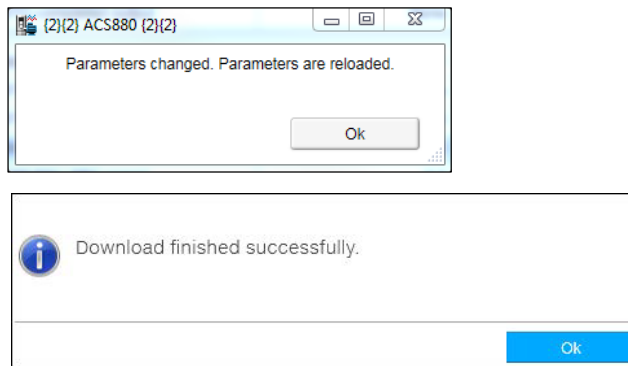 {2}{2} ACS880 {2}{2}
Parameters changed. Parameters are reloaded.
Ok
Download finished successfully.
Ok